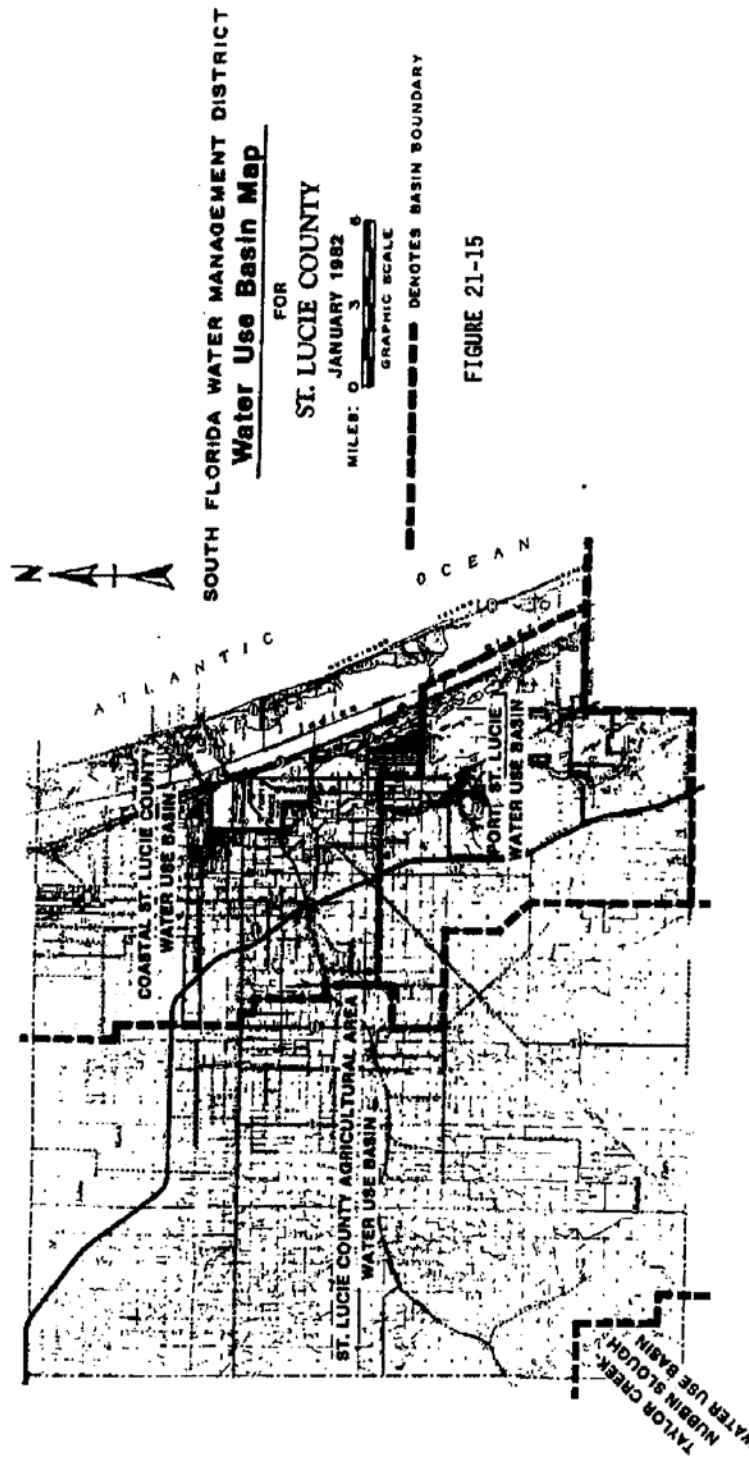 SOUTH FLORIDA WATER MANAGEMENT DISTRICT
Water Use Basin Map
FOR
ST. LUCIE COUNTY
JANUARY 1982
MILES: 0 3 6
GRAPHIC SCALE
DENOTES BASIN BOUNDARY
FIGURE 21-15
N
ATLANTIC
OCEAN
Indian
COASTAL ST. LUCIE COUNTY
WATER USE BASIN
ST. LUCIE COUNTY AGRICULTURAL AREA
WATER USE BASIN
PORT ST. LUCIE
WATER USE BASIN
TAYLOR CREEK
NUBBIN SLOUGH
WATER USE BASIN